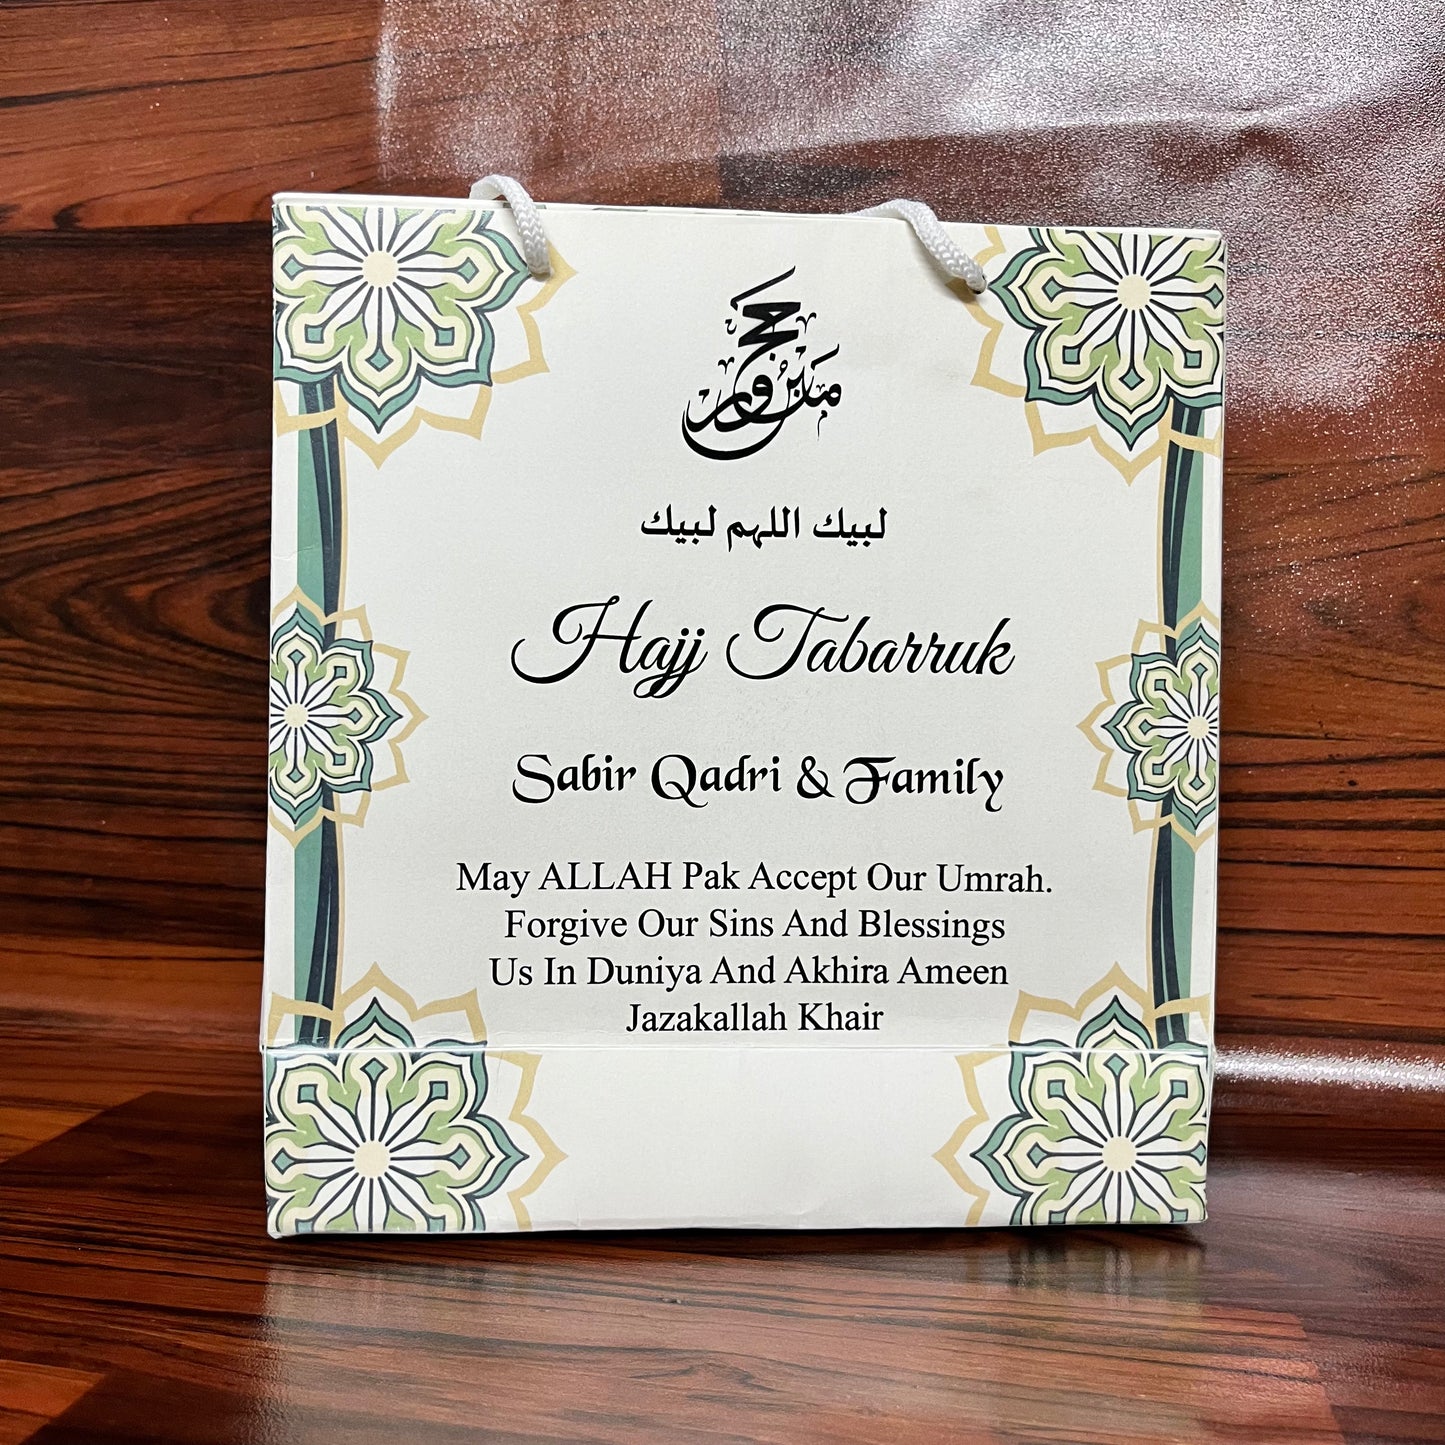 حج مبرور
لبيك اللهم لبيك
Hajj Tabarruk
Sabir Qadri & Family
May ALLAH Pak Accept Our Umrah.
Forgive Our Sins And Blessings
Us In Duniya And Akhira Ameen
Jazakallah Khair